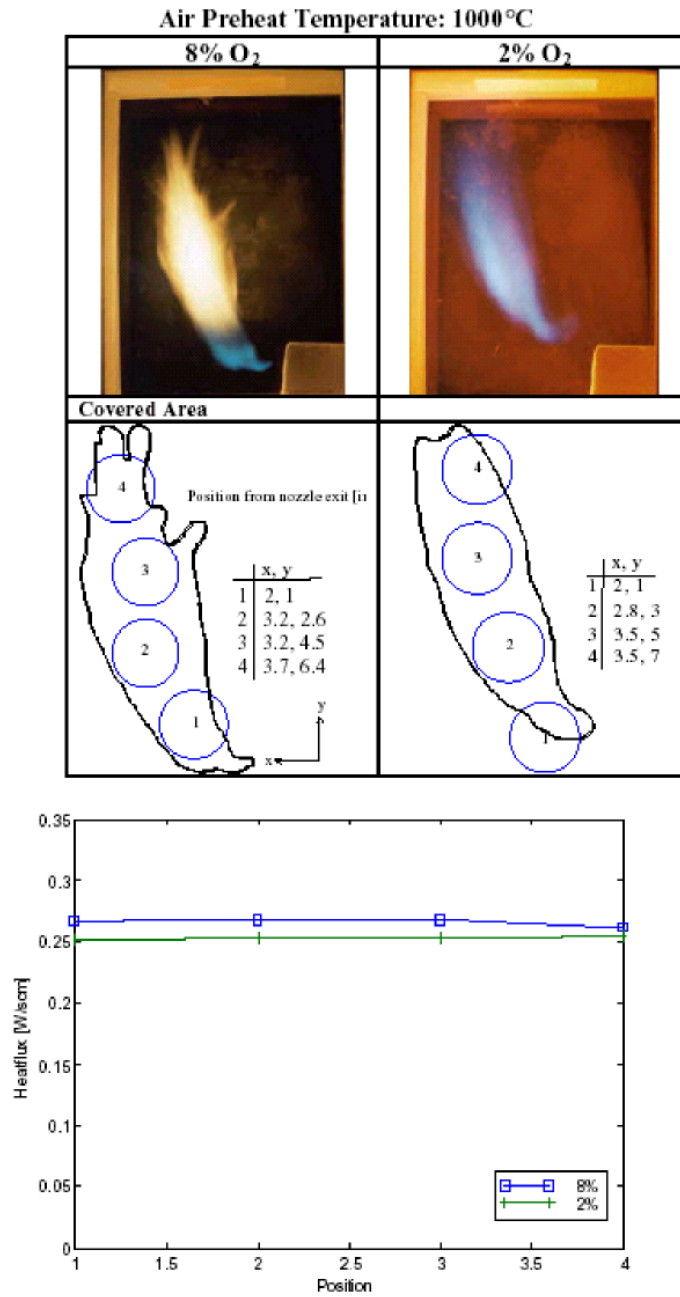 Air Preheat Temperature: 1000°C
8% O₂
2% O₂
Covered Area
4
3
2
1
Position from nozzle exit [in
x, y
1 2, 1
2 3.2, 2.6
3 3.2, 4.5
4 3.7, 6.4
y
x
4
3
2
1
x, y
1 2, 1
2 2.8, 3
3 3.5, 5
4 3.5, 7
0.35
0.3
0.25
0.2
0.15
0.1
0.05
0
Heatflux [W/scm]
1 1.5 2 2.5 3 3.5 4
Position
8%
2%